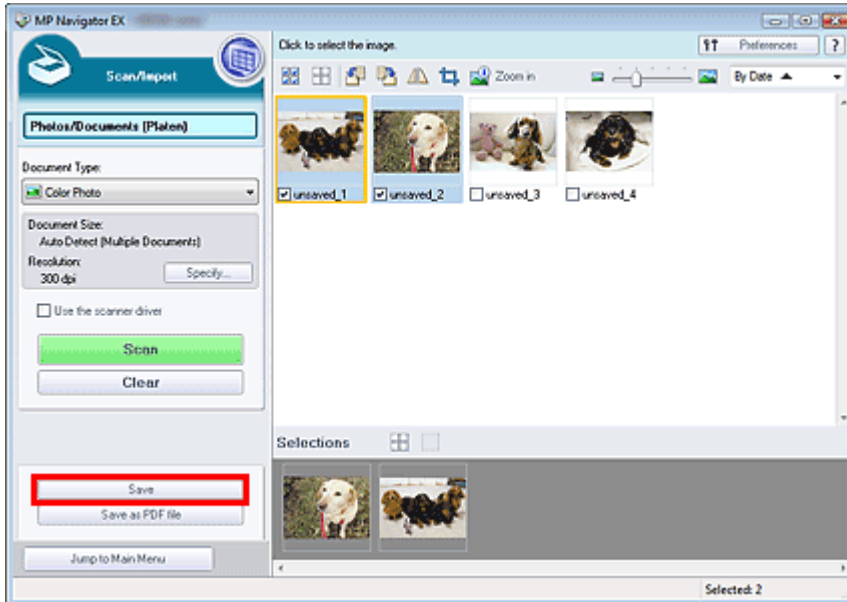 MP Navigator EX
Click to select the image.
Preferences
?
Scan/Import
Zoom in
By Date
Photos/Documents (Platen)
Document Type:
Color Photo
unsaved_1
unsaved_2
unsaved_3
unsaved_4
Document Size:
Auto Detect (Multiple Documents)
Resolution:
300 dpi
Specify...
Use the scanner driver
Scan
Clear
Selections
Save
Save as PDF file
Jump to Main Menu
Selected: 2